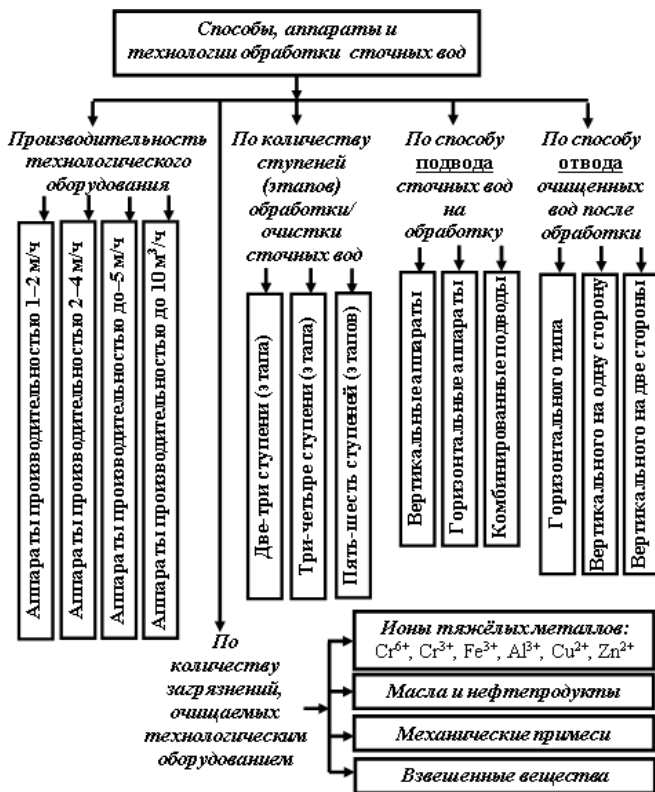 Способы, аппараты и
технологии обработки сточных вод
Производительность
технологического
оборудования
Аппараты производительностью 1–2 м/ч
Аппараты производительностью 2–4 м/ч
Аппараты производительностью до–5 м/ч
Аппараты производительностью до 10 м³/ч
По количеству
ступеней
(этапов)
обработки/
очистки
сточных вод
Две-три ступени (этапа)
Три-четыре ступени (этапа)
Пять-шесть ступеней (этапов)
По способу
подвода
сточных вод
на
обработку
Вертикальные аппараты
Горизонтальные аппараты
Комбинированные подводы
По способу
отвода
очищенных
вод после
обработки
Горизонтального типа
Вертикального на одну сторону
Вертикального на две стороны
По
количеству
загрязнений,
очищаемых
технологическим
оборудованием
Ионы тяжёлых металлов:
Cr⁶⁺, Cr³⁺, Fe³⁺, Al³⁺, Cu²⁺, Zn²⁺
Масла и нефтепродукты
Механические примеси
Взвешенные вещества